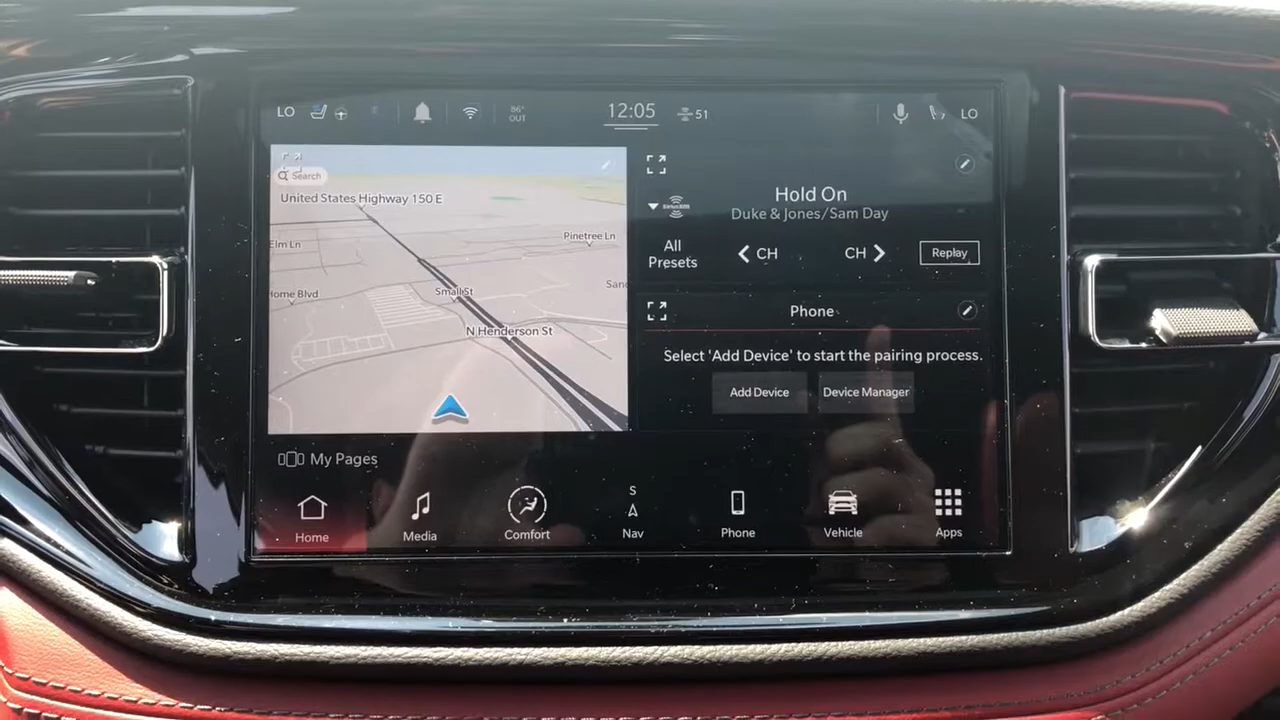 LO
86°
OUT
12:05
51
LO
Search
United States Highway 150 E
Elm Ln
Pinetree Ln
Home Blvd
Small St
N Henderson St
Hold On
Duke & Jones/Sam Day
SiriusXM
All
Presets
CH
CH
Replay
Phone
Select 'Add Device' to start the pairing process.
Add Device
Device Manager
My Pages
Home
Media
Comfort
S
Nav
Phone
Vehicle
Apps